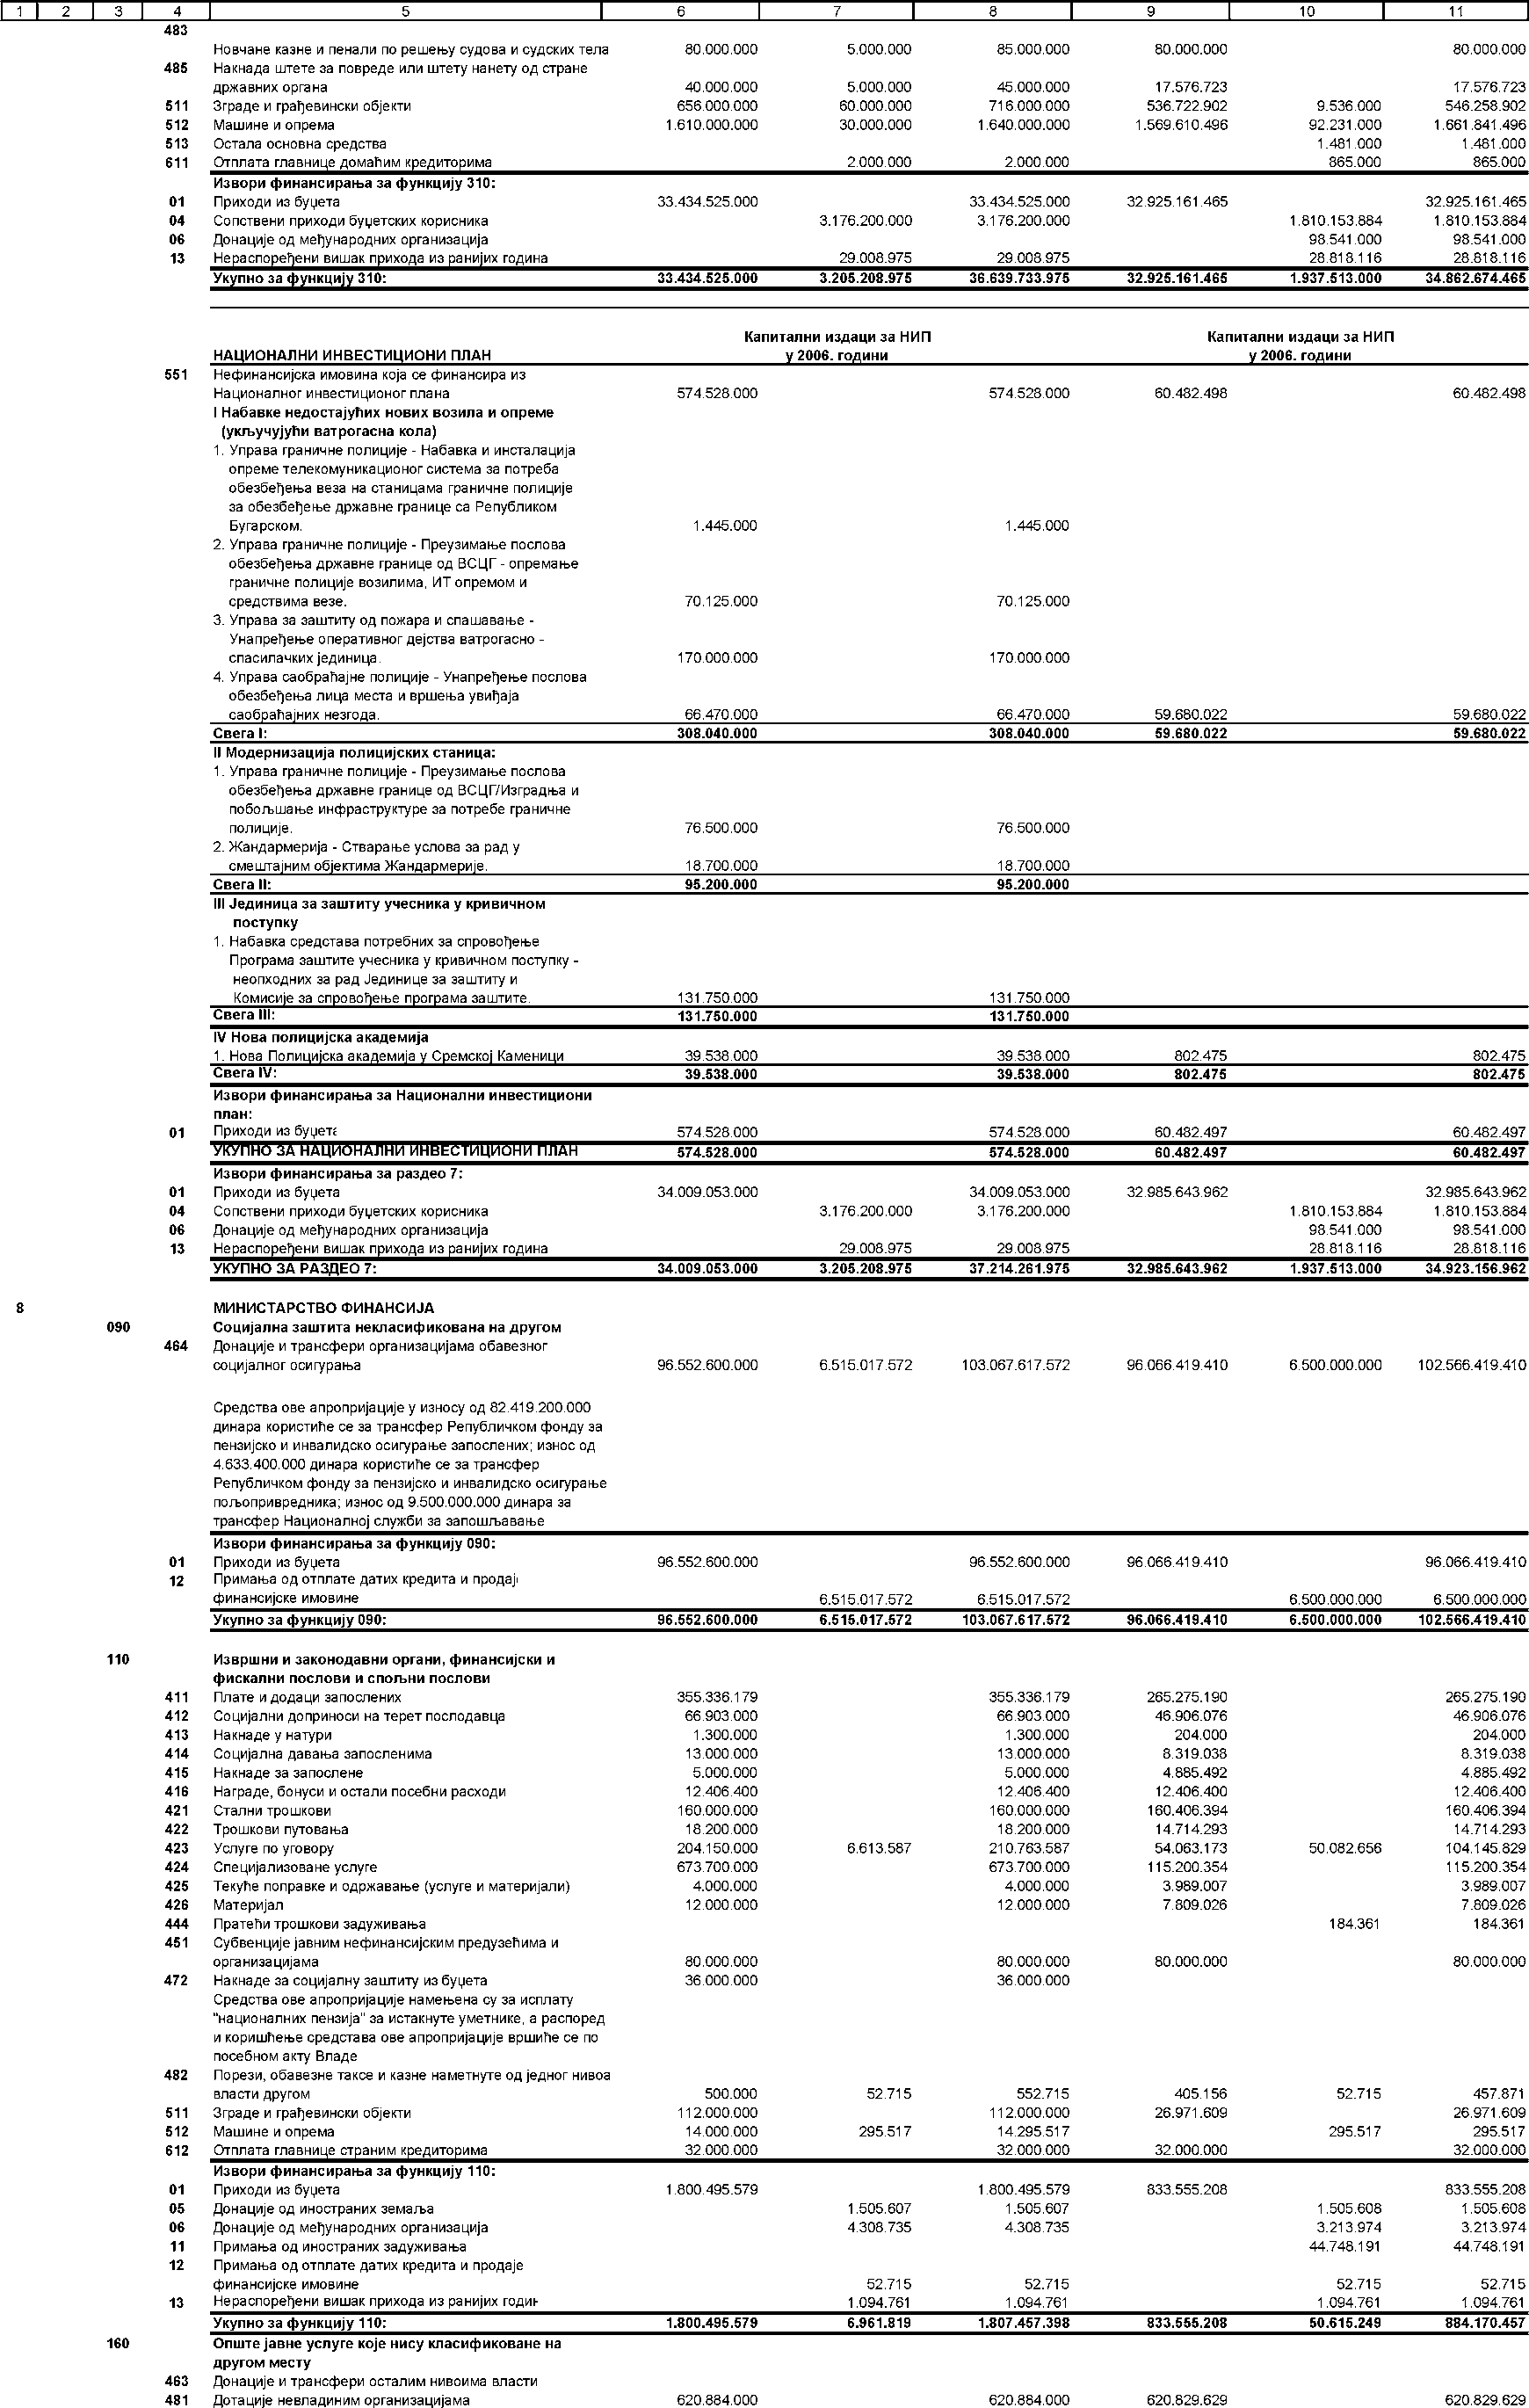 1 2 3 4 5 6 7 8 9 10 11
483
Новчане казне и пенали по решењу судова и судских тела 80.000.000 5.000.000 85.000.000 80.000.000 80.000.000
485 Накнада штете за повреде или штету нанету од стране
државних органа 40.000.000 5.000.000 45.000.000 17.576.723 17.576.723
511 Зграде и грађевински објекти 656.000.000 60.000.000 716.000.000 536.722.902 9.536.000 546.258.902
512 Машине и опрема 1.610.000.000 30.000.000 1.640.000.000 1.569.610.496 92.231.000 1.661.841.496
513 Остала основна средства 1.481.000 1.481.000
611 Отплата главнице домаћим кредиторима 2.000.000 2.000.000 865.000 865.000
Извори финансирања за функцију 310:
01 Приходи из буџета 33.434.525.000 33.434.525.000 32.925.161.465 32.925.161.465
04 Сопствени приходи буџетских корисника 3.176.200.000 3.176.200.000 1.810.153.884 1.810.153.884
06 Донације од међународних организација 98.541.000 98.541.000
13 Нераспоређени вишак прихода из ранијих година 29.008.975 29.008.975 28.818.116 28.818.116
Укупно за функцију 310: 33.434.525.000 3.205.208.975 36.639.733.975 32.925.161.465 1.937.513.000 34.862.674.465
Капитални издаци за НИП Капитални издаци за НИП
НАЦИОНАЛНИ ИНВЕСТИЦИОНИ ПЛАН у 2006. години у 2006. години
551 Нефинансијска имовина која се финансира из
Националног инвестиционог плана 574.528.000 574.528.000 60.482.498 60.482.498
I Набавке недостајућих нових возила и опреме
(укључујући ватрогасна кола)
1. Управа граничне полиције - Набавка и инсталација
опреме телекомуникационог система за потреба
обезбеђења веза на станицама граничне полиције
за обезбеђење државне границе са Републиком
Бугарском. 1.445.000 1.445.000
2. Управа граничне полиције - Преузимање послова
обезбеђења државне границе од ВСЦГ - опремање
граничне полиције возилима, ИТ опремом и
средствима везе. 70.125.000 70.125.000
3. Управа за заштиту од пожара и спашавање -
Унапређење оперативног дејства ватрогасно -
спасилачких јединица. 170.000.000 170.000.000
4. Управа саобраћајне полиције - Унапређење послова
обезбеђења лица места и вршења увиђаја
саобраћајних незгода. 66.470.000 66.470.000 59.680.022 59.680.022
Свега I: 308.040.000 308.040.000 59.680.022 59.680.022
II Модернизација полицијских станица:
1. Управа граничне полиције - Преузимање послова
обезбеђења државне границе од ВСЦГ/Изградња и
побољшање инфраструктуре за потребе граничне
полиције. 76.500.000 76.500.000
2. Жандармерија - Стварање услова за рад у
смештајним објектима Жандармерије. 18.700.000 18.700.000
Свега II: 95.200.000 95.200.000
III Јединица за заштиту учесника у кривичном
поступку
1. Набавка средстава потребних за спровођење
Програма заштите учесника у кривичном поступку -
неопходних за рад Јединице за заштиту и
Комисије за спровођење програма заштите. 131.750.000 131.750.000
Свега III: 131.750.000 131.750.000
IV Нова полицијска академија
1. Нова Полицијска академија у Сремској Каменици 39.538.000 39.538.000 802.475 802.475
Свега IV: 39.538.000 39.538.000 802.475 802.475
Извори финансирања за Национални инвестициони
план:
01 Приходи из буџета 574.528.000 574.528.000 60.482.497 60.482.497
УКУПНО ЗА НАЦИОНАЛНИ ИНВЕСТИЦИОНИ ПЛАН 574.528.000 574.528.000 60.482.497 60.482.497
Извори финансирања за раздео 7:
01 Приходи из буџета 34.009.053.000 34.009.053.000 32.985.643.962 32.985.643.962
04 Сопствени приходи буџетских корисника 3.176.200.000 3.176.200.000 1.810.153.884 1.810.153.884
06 Донације од међународних организација 98.541.000 98.541.000
13 Нераспоређени вишак прихода из ранијих година 29.008.975 29.008.975 28.818.116 28.818.116
УКУПНО ЗА РАЗДЕО 7: 34.009.053.000 3.205.208.975 37.214.261.975 32.985.643.962 1.937.513.000 34.923.156.962
8 МИНИСТАРСТВО ФИНАНСИЈА
090 Социјална заштита некласификована на другом
464 Донације и трансфери организацијама обавезног
социјалног осигурања 96.552.600.000 6.515.017.572 103.067.617.572 96.066.419.410 6.500.000.000 102.566.419.410
Средства ове апропријације у износу од 82.419.200.000
динара користиће се за трансфер Републичком фонду за
пензијско и инвалидско осигурање запослених; износ од
4.633.400.000 динара користиће се за трансфер
Републичком фонду за пензијско и инвалидско осигурање
пољопривредника; износ од 9.500.000.000 динара за
трансфер Националној служби за запошљавање
Извори финансирања за функцију 090:
01 Приходи из буџета 96.552.600.000 96.552.600.000 96.066.419.410 96.066.419.410
12 Примања од отплате датих кредита и продај
финансијске имовине 6.515.017.572 6.515.017.572 6.500.000.000 6.500.000.000
Укупно за функцију 090: 96.552.600.000 6.515.017.572 103.067.617.572 96.066.419.410 6.500.000.000 102.566.419.410
110 Извршни и законодавни органи, финансијски и
фискални послови и спољни послови
411 Плате и додаци запослених 355.336.179 355.336.179 265.275.190 265.275.190
412 Социјални доприноси на терет послодавца 66.903.000 66.903.000 46.906.076 46.906.076
413 Накнаде у натури 1.300.000 1.300.000 204.000 204.000
414 Социјална давања запосленима 13.000.000 13.000.000 8.319.038 8.319.038
415 Накнаде за запослене 5.000.000 5.000.000 4.885.492 4.885.492
416 Награде, бонуси и остали посебни расходи 12.406.400 12.406.400 12.406.400 12.406.400
421 Стални трошкови 160.000.000 160.000.000 160.406.394 160.406.394
422 Трошкови путовања 18.200.000 18.200.000 14.714.293 14.714.293
423 Услуге по уговору 204.150.000 6.613.587 210.763.587 54.063.173 50.082.656 104.145.829
424 Специјализоване услуге 673.700.000 673.700.000 115.200.354 115.200.354
425 Текуће поправке и одржавање (услуге и материјали) 4.000.000 4.000.000 3.989.007 3.989.007
426 Материјал 12.000.000 12.000.000 7.809.026 7.809.026
444 Пратећи трошкови задуживања 184.361 184.361
451 Субвенције јавним нефинансијским предузећима и
организацијама 80.000.000 80.000.000 80.000.000 80.000.000
472 Накнаде за социјалну заштиту из буџета 36.000.000 36.000.000
Средства ове апропријације намењена су за исплату
"националних пензија" за истакнуте уметнике, а распоред
и коришћење средстава ове апропријације вршиће се по
посебном акту Владе
482 Порези, обавезне таксе и казне наметнуте од једног нивоа
власти другом 500.000 52.715 552.715 405.156 52.715 457.871
511 Зграде и грађевински објекти 112.000.000 112.000.000 26.971.609 26.971.609
512 Машине и опрема 14.000.000 295.517 14.295.517 295.517 295.517
612 Отплата главнице страним кредиторима 32.000.000 32.000.000 32.000.000 32.000.000
Извори финансирања за функцију 110:
01 Приходи из буџета 1.800.495.579 1.800.495.579 833.555.208 833.555.208
05 Донације од иностраних земаља 1.505.607 1.505.607 1.505.608 1.505.608
06 Донације од међународних организација 4.308.735 4.308.735 3.213.974 3.213.974
11 Примања од иностраних задуживања 44.748.191 44.748.191
12 Примања од отплате датих кредита и продаје
финансијске имовине 52.715 52.715 52.715 52.715
13 Нераспоређени вишак прихода из ранијих годин 1.094.761 1.094.761 1.094.761 1.094.761
Укупно за функцију 110: 1.800.495.579 6.961.819 1.807.457.398 833.555.208 50.615.249 884.170.457
160 Опште јавне услуге које нису класификоване на
другом месту
463 Донације и трансфери осталим нивоима власти
481 Дотације невладиним организацијама 620.884.000 620.884.000 620.829.629 620.829.629